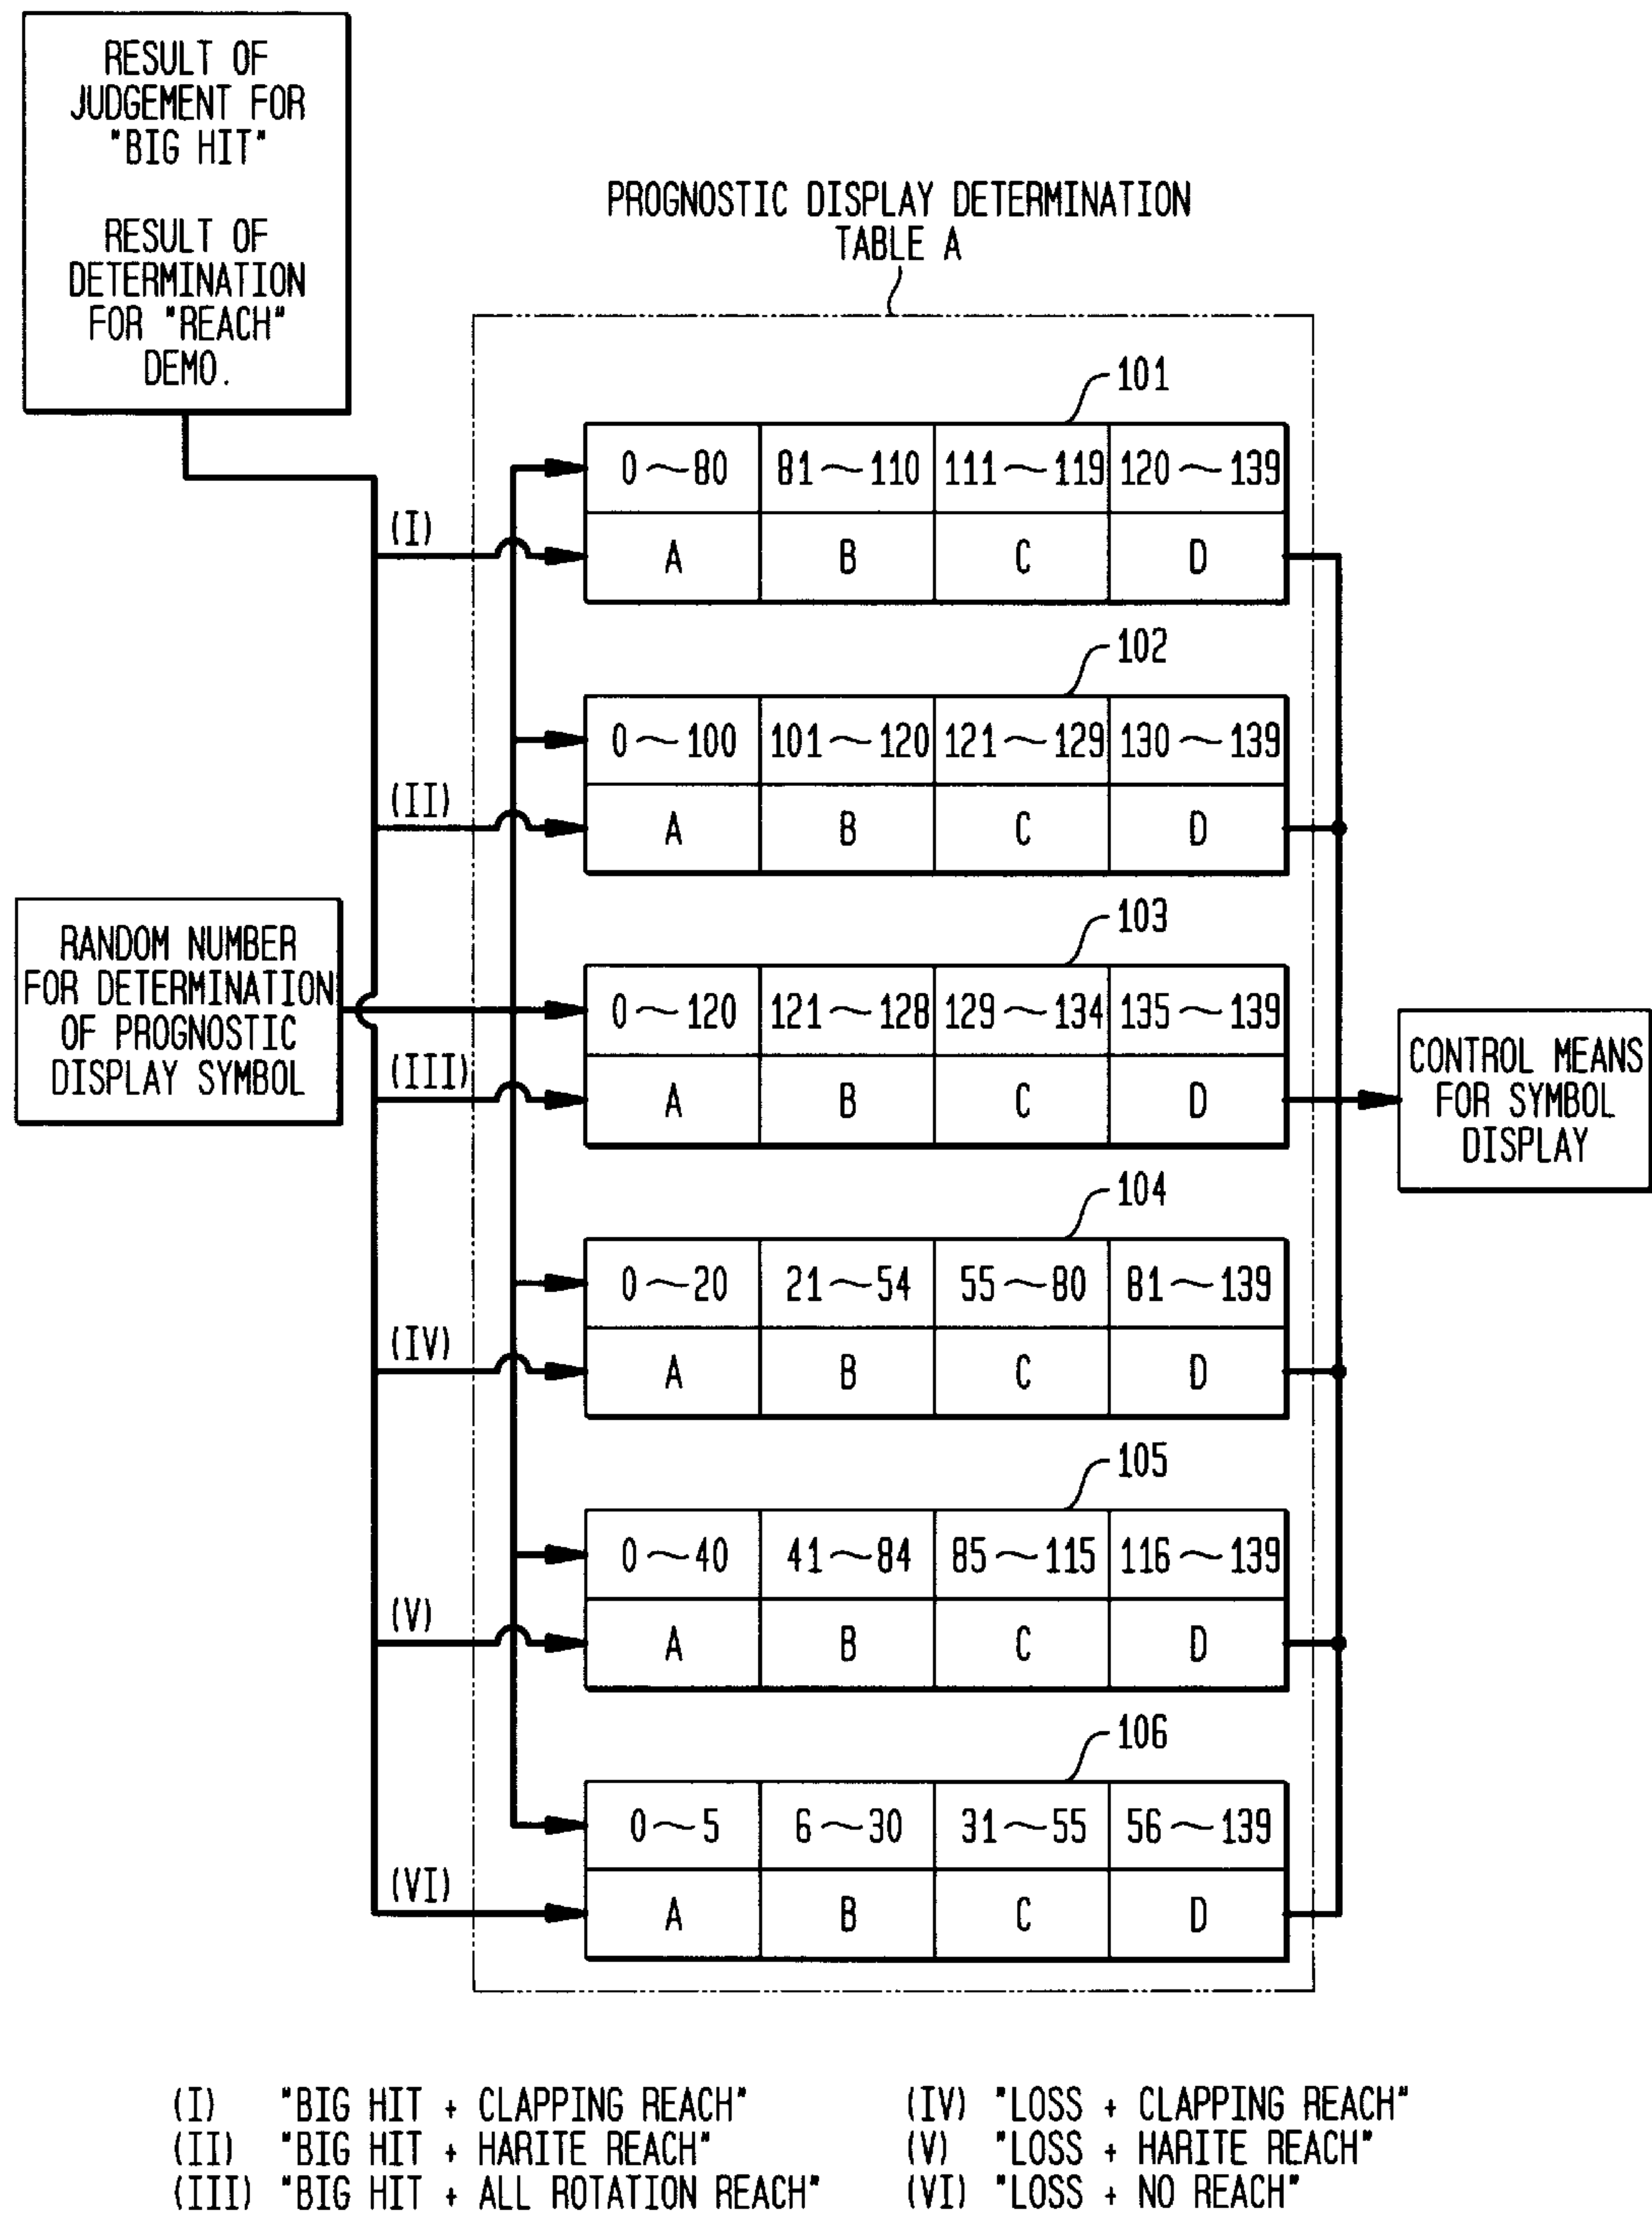 RESULT OF
JUDGEMENT FOR
"BIG HIT"
RESULT OF
DETERMINATION
FOR "REACH"
DEMO.
PROGNOSTIC DISPLAY DETERMINATION
TABLE A
101
0~80 81~110 111~119 120~139
(I)
A B C D
102
0~100 101~120 121~129 130~139
(II)
A B C D
RANDOM NUMBER
FOR DETERMINATION
OF PROGNOSTIC
DISPLAY SYMBOL
103
0~120 121~128 129~134 135~139
(III)
A B C D
CONTROL MEANS
FOR SYMBOL
DISPLAY
104
0~20 21~54 55~80 81~139
(IV)
A B C D
105
0~40 41~84 85~115 116~139
(V)
A B C D
106
0~5 6~30 31~55 56~139
(VI)
A B C D
(I) "BIG HIT + CLAPPING REACH"
(II) "BIG HIT + HARITE REACH"
(III) "BIG HIT + ALL ROTATION REACH"
(IV) "LOSS + CLAPPING REACH"
(V) "LOSS + HARITE REACH"
(VI) "LOSS + NO REACH"